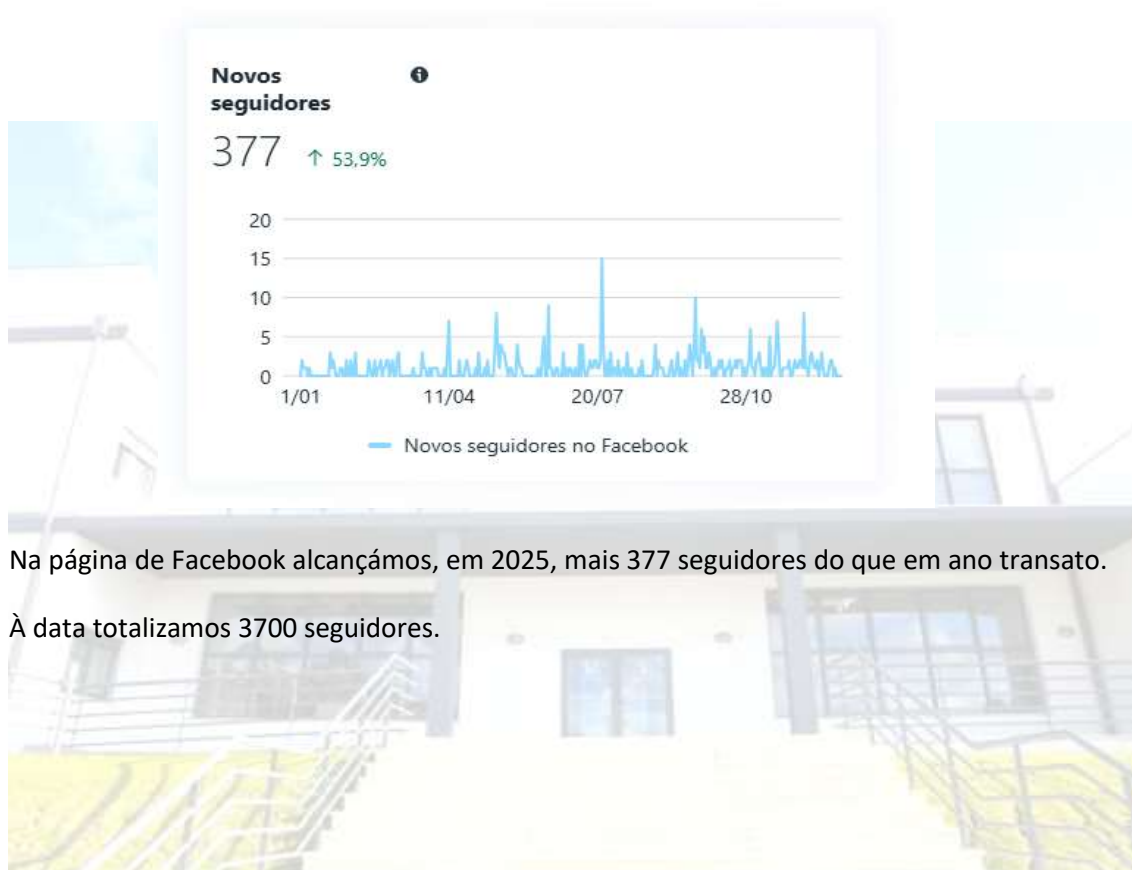 Novos
seguidores
377 ↑ 53,9%
20
15
10
5
0
1/01 11/04 20/07 28/10
Novos seguidores no Facebook
Na página de Facebook alcançámos, em 2025, mais 377 seguidores do que em ano transato.
À data totalizamos 3700 seguidores.